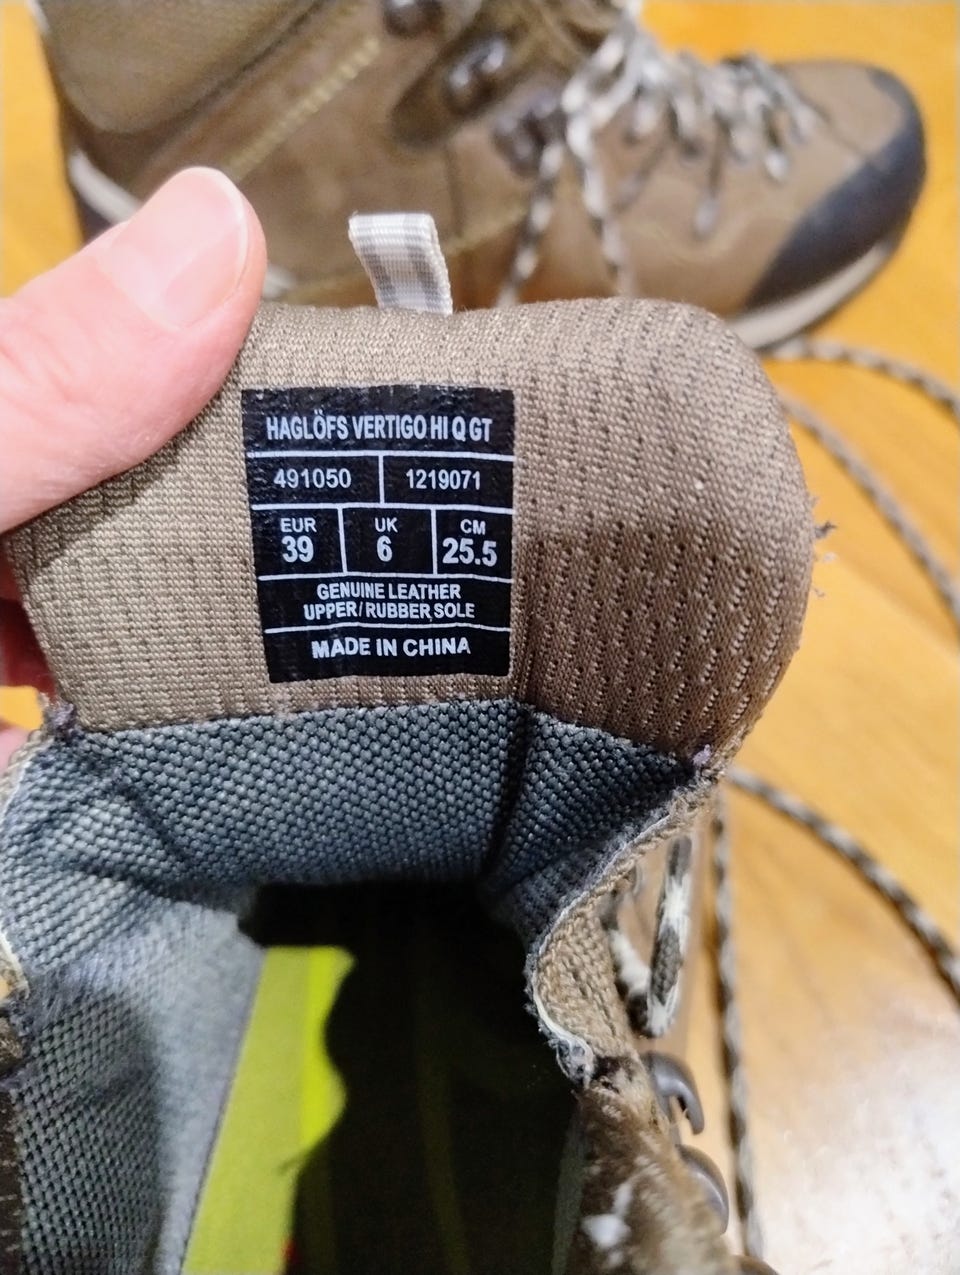 HAGLÖFS VERTIGO HI Q GT
491050 1219071
EUR UK CM
39 6 25.5
GENUINE LEATHER
UPPER/RUBBER SOLE
MADE IN CHINA